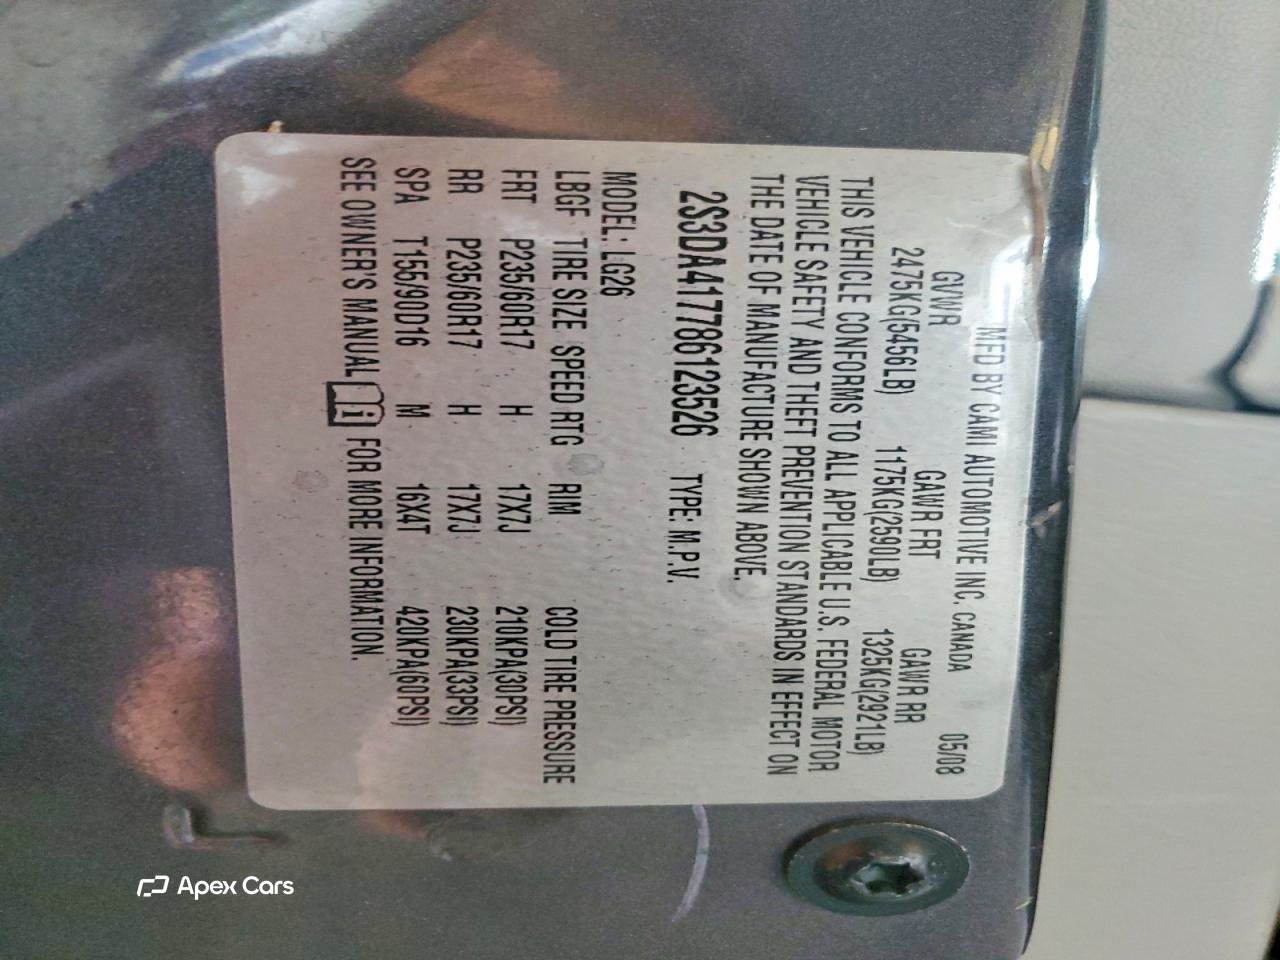 MFD BY CAMI AUTOMOTIVE INC. CANADA 05/08
GVWR GAWR FRT GAWR RR
2475KG(5456LB) 1175KG(2590LB) 1325KG(2921LB)
THIS VEHICLE CONFORMS TO ALL APPLICABLE U.S. FEDERAL MOTOR
VEHICLE SAFETY AND THEFT PREVENTION STANDARDS IN EFFECT ON
THE DATE OF MANUFACTURE SHOWN ABOVE.
2S3DA417786123526 TYPE: M.P.V.
MODEL: LG26
LBGF TIRE SIZE SPEED RTG RIM COLD TIRE PRESSURE
FRT P235/60R17 H 17X7J 210KPA(30PSI)
RR P235/60R17 H 17X7J 230KPA(33PSI)
SPA T155/90D16 M 16X4T 420KPA(60PSI)
SEE OWNER'S MANUAL FOR MORE INFORMATION.
Apex Cars